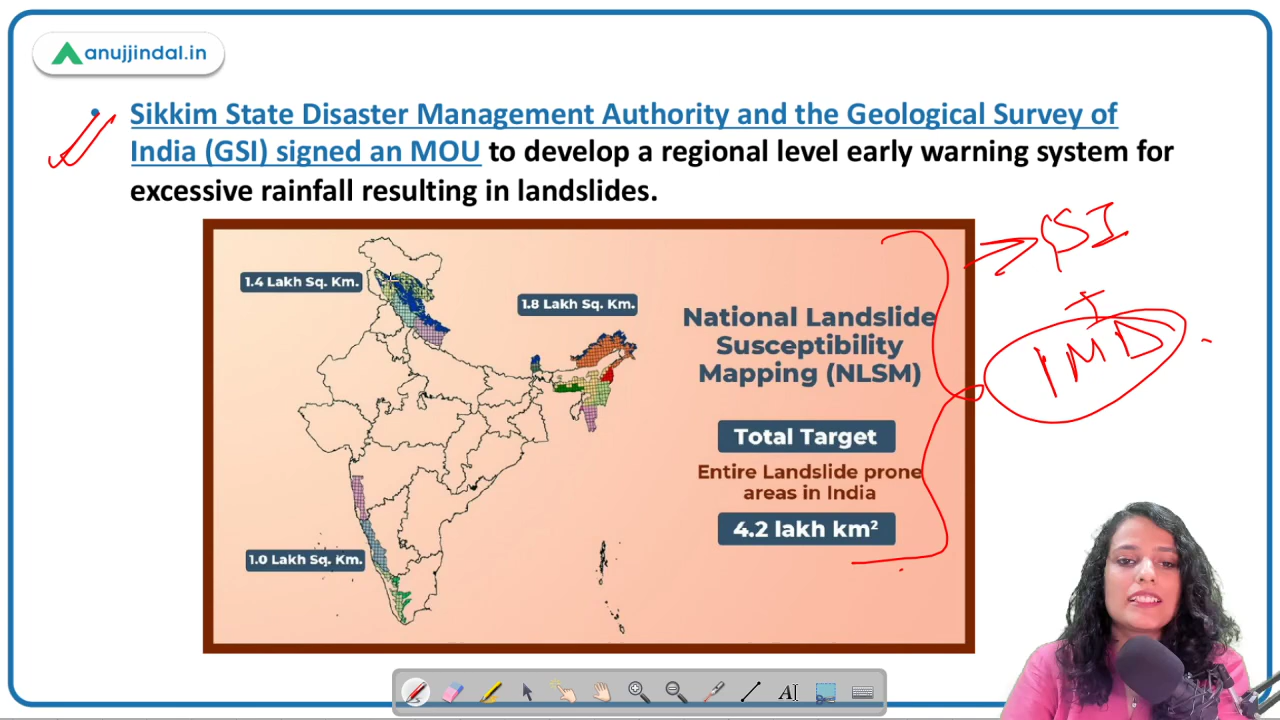 anujjindal.in
• Sikkim State Disaster Management Authority and the Geological Survey of
India (GSI) signed an MOU to develop a regional level early warning system for
excessive rainfall resulting in landslides.
1.4 Lakh Sq. Km.
1.8 Lakh Sq. Km.
1.0 Lakh Sq. Km.
National Landslide
Susceptibility
Mapping (NLSM)
Total Target
Entire Landslide prone
areas in India
4.2 lakh km²
GSI
+
IMD
A